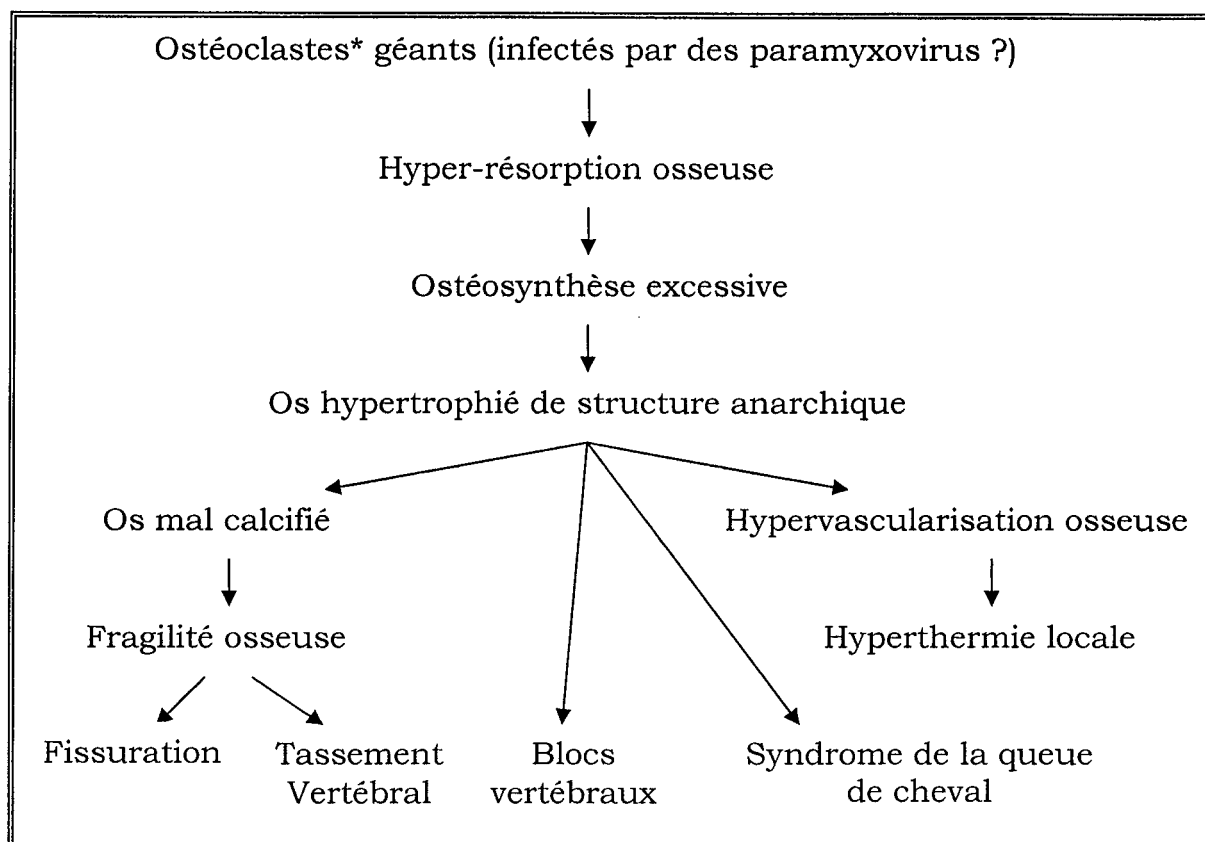 Ostéoclastes* géants (infectés par des paramyxovirus ?)
Hyper-résorption osseuse
Ostéosynthèse excessive
Os hypertrophié de structure anarchique
Os mal calcifié
Hypervascularisation osseuse
Fragilité osseuse
Hyperthermie locale
Fissuration
Tassement
Vertébral
Blocs
vertébraux
Syndrome de la queue
de cheval